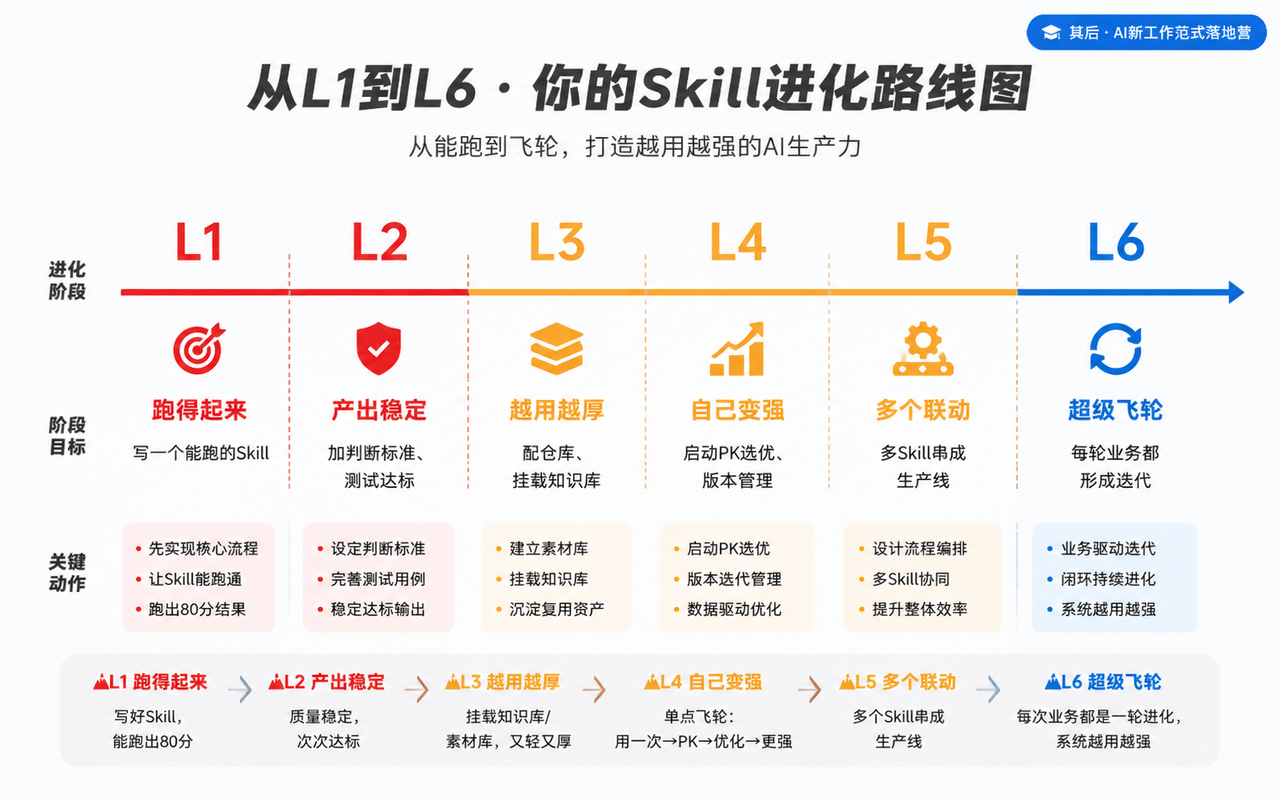 其后·AI新工作范式落地营
从L1到L6·你的Skill进化路线图
从能跑到飞轮，打造越用越强的AI生产力
进化
阶段
L1
L2
L3
L4
L5
L6
阶段
目标
跑得起来
写一个能跑的Skill
产出稳定
加判断标准、
测试达标
越用越厚
配仓库、
挂载知识库
自己变强
启动PK选优、
版本管理
多个联动
多Skill串成
生产线
超级飞轮
每轮业务都
形成迭代
关键
动作
• 先实现核心流程
• 让Skill能跑通
• 跑出80分结果
• 设定判断标准
• 完善测试用例
• 稳定达标输出
• 建立素材库
• 挂载知识库
• 沉淀复用资产
• 启动PK选优
• 版本迭代管理
• 数据驱动优化
• 设计流程编排
• 多Skill协同
• 提升整体效率
• 业务驱动迭代
• 闭环持续进化
• 系统越用越强
L1 跑得起来
写好Skill，
能跑出80分
L2 产出稳定
质量稳定，
次次达标
L3 越用越厚
挂载知识库/
素材库，又轻又厚
L4 自己变强
单点飞轮：
用一次→PK→优化→更强
L5 多个联动
多个Skill串成
生产线
L6 超级飞轮
每次业务都是一轮进化，
系统越用越强